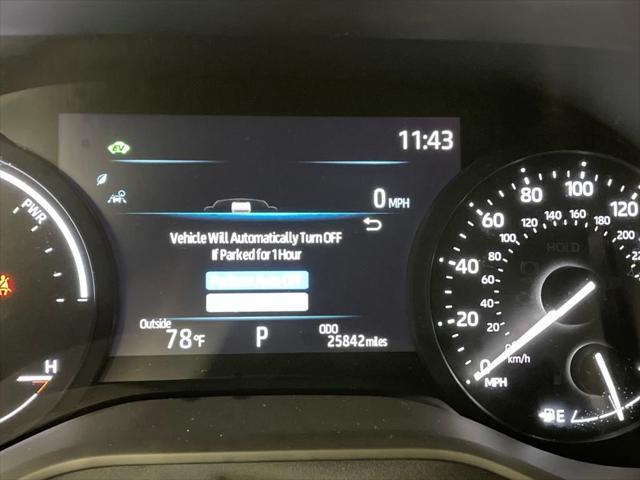 EV
11:43
0 MPH
Vehicle Will Automatically Turn OFF
If Parked for 1 Hour
Outside
78°F
P
ODO
25842 miles
PWR
H
0
20
40
60
80
100
120
MPH
20
40
60
80
100
120
140
160
180
200
km/h
HOLD
E